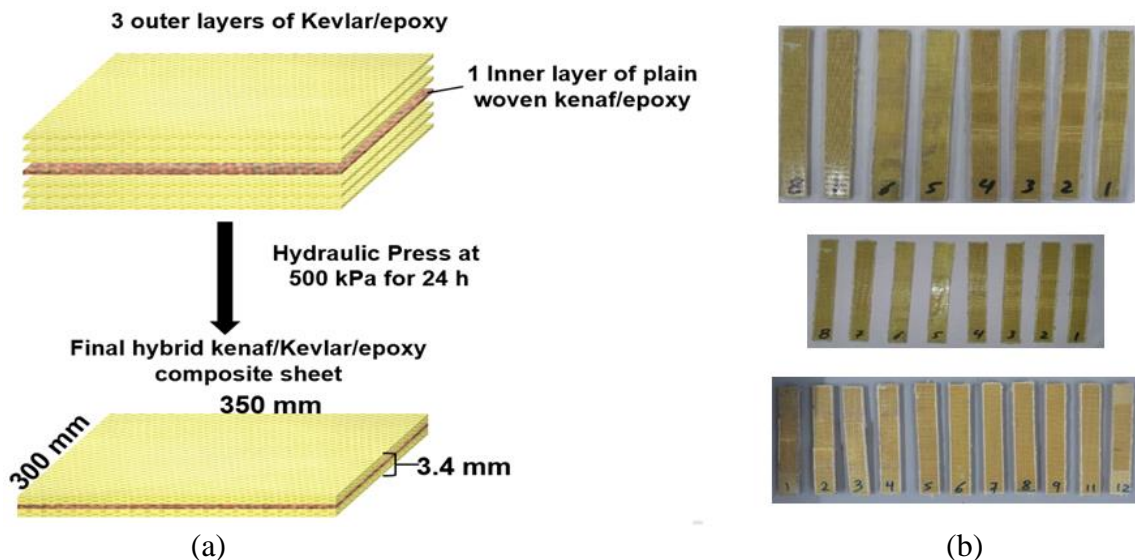 3 outer layers of Kevlar/epoxy
1 Inner layer of plain
woven kenaf/epoxy
Hydraulic Press at
500 kPa for 24 h
Final hybrid kenaf/Kevlar/epoxy
composite sheet
350 mm
300 mm
3.4 mm
(a)
8 6 5 4 3 2 1
8 7 6 5 4 3 2 1
1 2 3 4 5 6 7 8 9 11 12
(b)